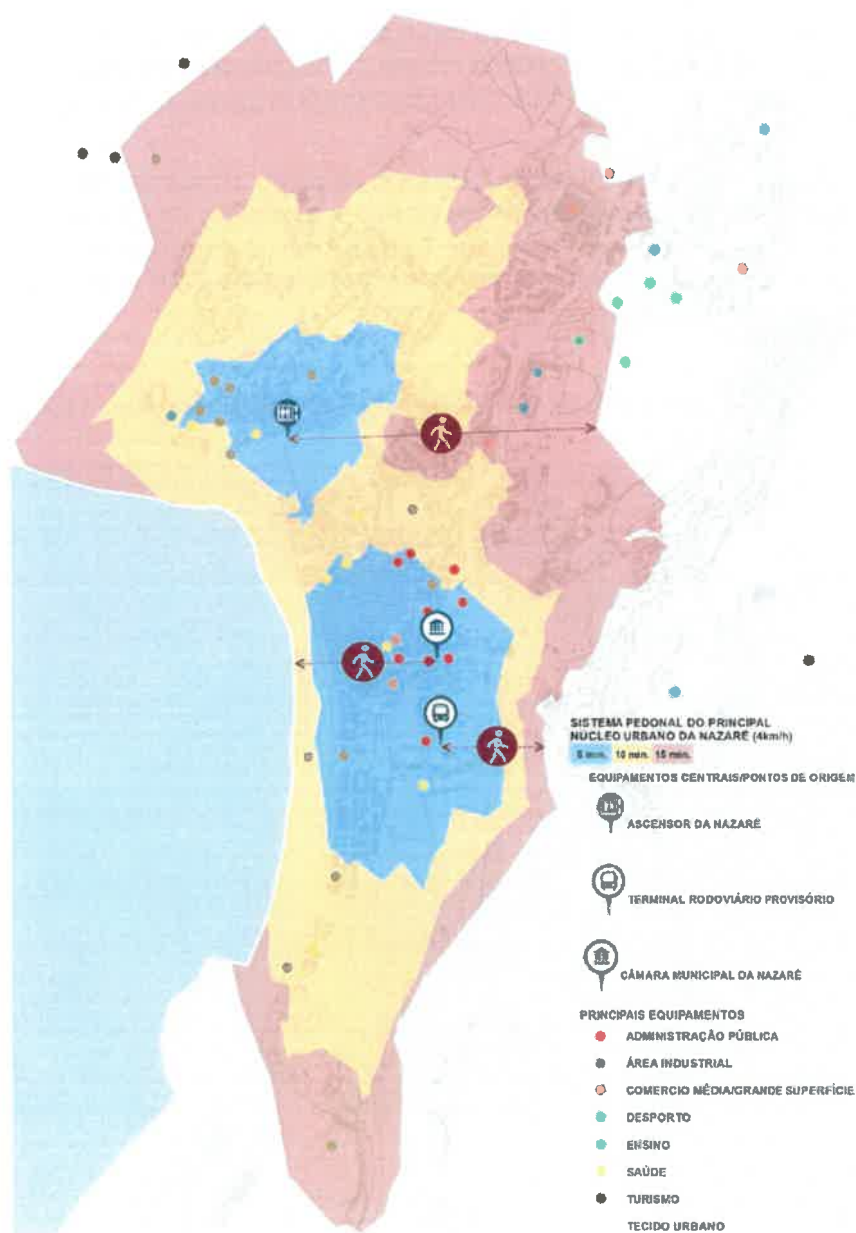 SISTEMA PEDONAL DO PRINCIPAL
NÚCLEO URBANO DA NAZARÉ (4km/h)
5 min. 10 min. 15 min.
EQUIPAMENTOS CENTRAIS/PONTOS DE ORIGEM
ASCENSOR DA NAZARÉ
TERMINAL RODOVIÁRIO PROVISÓRIO
CÂMARA MUNICIPAL DA NAZARÉ
PRINCIPAIS EQUIPAMENTOS
ADMINISTRAÇÃO PÚBLICA
ÁREA INDUSTRIAL
COMERCIO MÉDIA/GRANDE SUPERFÍCIE
DESPORTO
ENSINO
SAÚDE
TURISMO
TECIDO URBANO